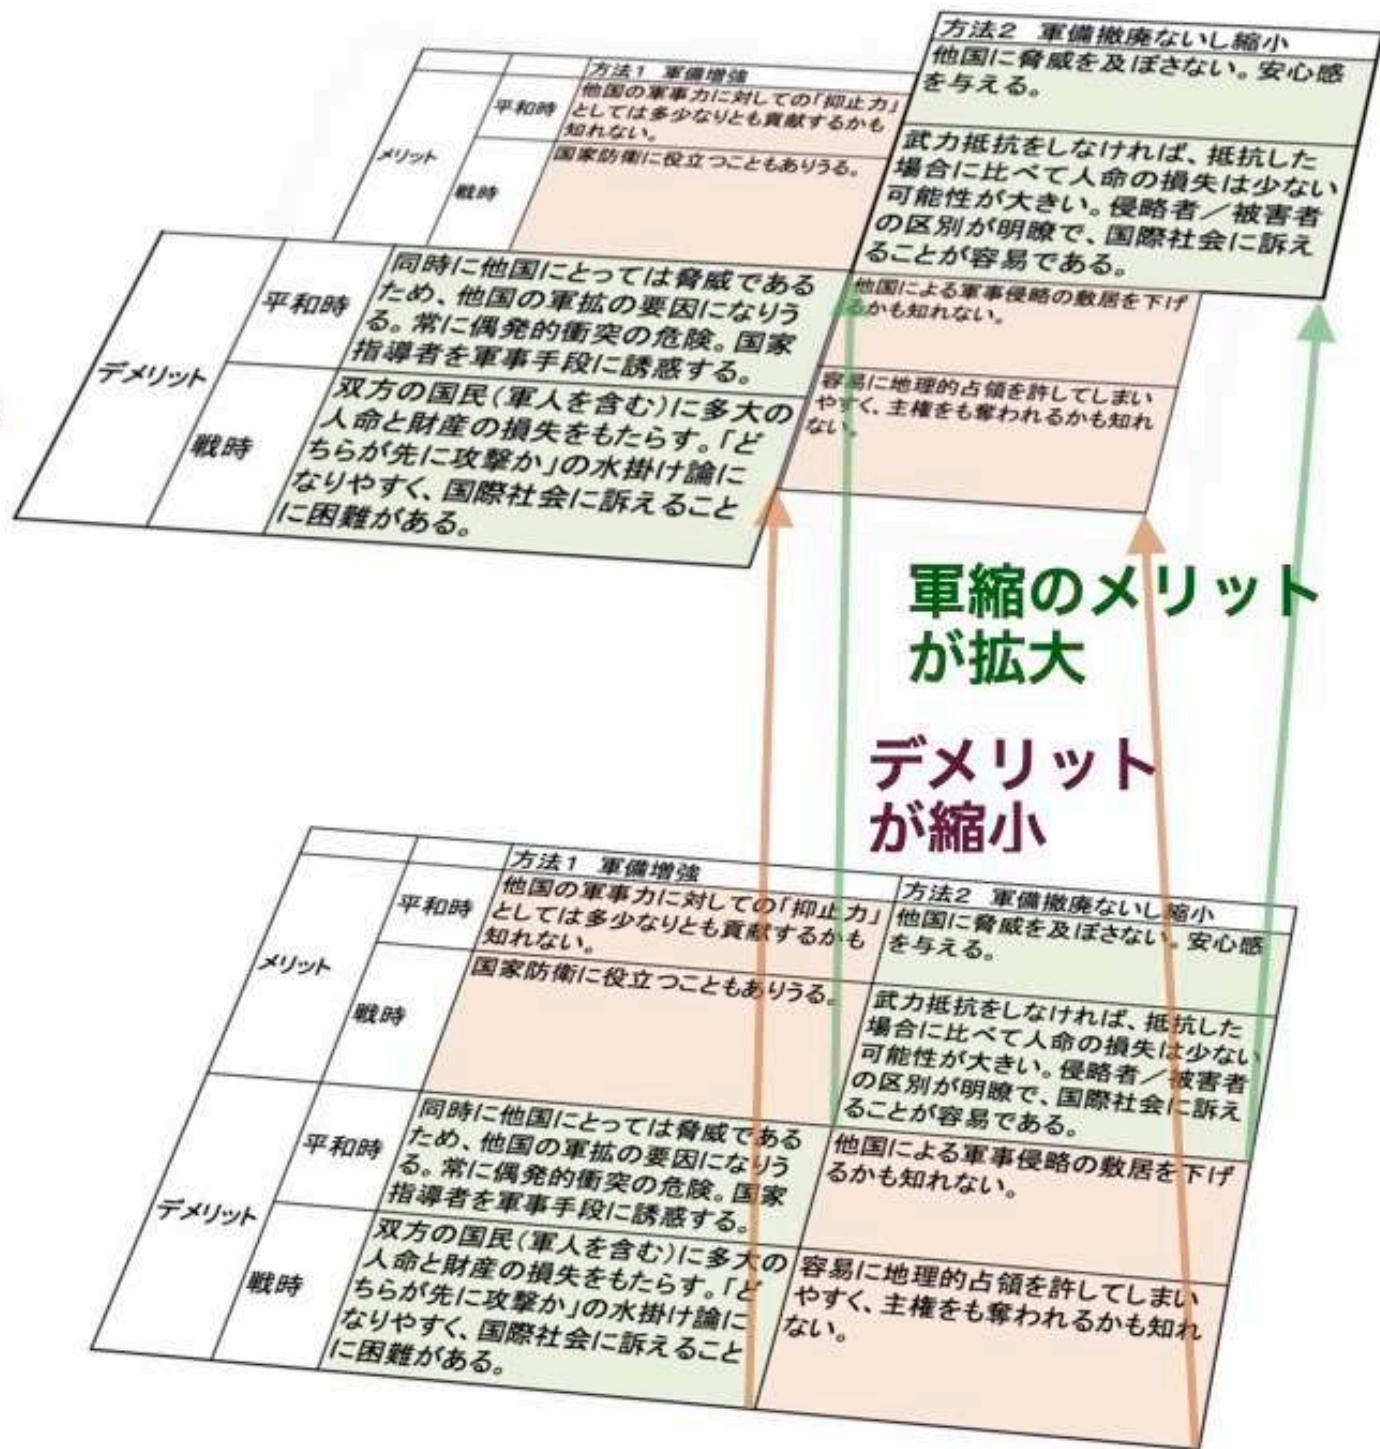 方法2 軍備撤廃ないし縮小
他国に脅威を及ぼさない。安心感
を与える。
武力抵抗をしなければ、抵抗した
場合に比べて人命の損失は少ない
可能性が大きい。侵略者／被害者
の区別が明瞭で、国際社会に訴え
ることが容易である。
方法1 軍備増強
メリット
平和時
他国の軍事力に対しての「抑止力」
としては多少なりとも貢献するかも
知れない。
戦時
国家防衛に役立つこともありうる。
デメリット
平和時
同時に他国にとっては脅威である
ため、他国の軍拡の要因になりう
る。常に偶発的衝突の危険。国家
指導者を軍事手段に誘惑する。
他国による軍事侵略の敷居を下げ
るかも知れない。
戦時
双方の国民（軍人を含む）に多大の
人命と財産の損失をもたらす。「ど
ちらが先に攻撃か」の水掛け論に
なりやすく、国際社会に訴えること
に困難がある。
容易に地理的占領を許してしまい
やすく、主権をも奪われるかも知れ
ない。
軍縮のメリット
が拡大
デメリット
が縮小
方法1 軍備増強
方法2 軍備撤廃ないし縮小
メリット
平和時
他国の軍事力に対しての「抑止力」
としては多少なりとも貢献するかも
知れない。
他国に脅威を及ぼさない。安心感
を与える。
戦時
国家防衛に役立つこともありうる。
武力抵抗をしなければ、抵抗した
場合に比べて人命の損失は少ない
可能性が大きい。侵略者／被害者
の区別が明瞭で、国際社会に訴え
ることが容易である。
デメリット
平和時
同時に他国にとっては脅威である
ため、他国の軍拡の要因になりう
る。常に偶発的衝突の危険。国家
指導者を軍事手段に誘惑する。
他国による軍事侵略の敷居を下げ
るかも知れない。
戦時
双方の国民（軍人を含む）に多大の
人命と財産の損失をもたらす。「ど
ちらが先に攻撃か」の水掛け論に
なりやすく、国際社会に訴えること
に困難がある。
容易に地理的占領を許してしまい
やすく、主権をも奪われるかも知れ
ない。